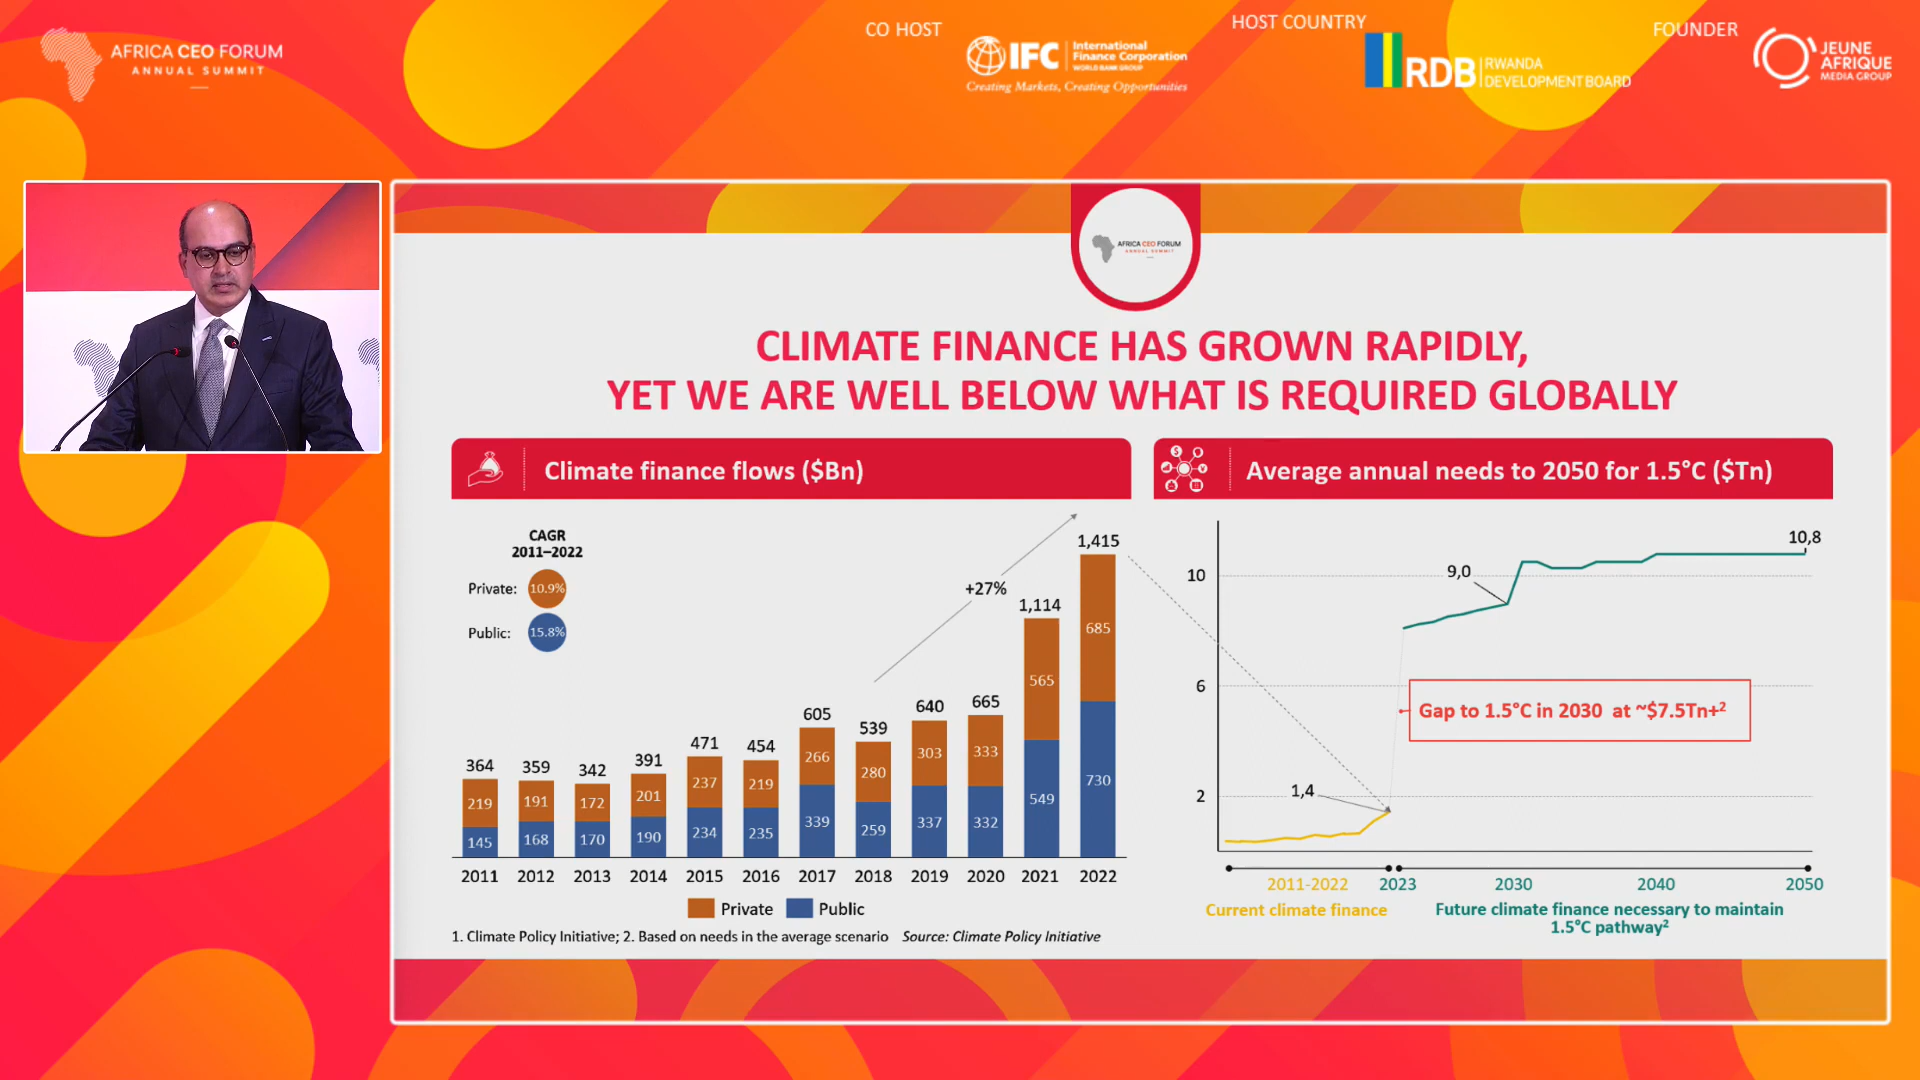 AFRICA CEO FORUM
ANNUAL SUMMIT
CO HOST
IFC
International
Finance Corporation
WORLD BANK GROUP
Creating Markets, Creating Opportunities
HOST COUNTRY
RDB
RWANDA
DEVELOPMENT BOARD
FOUNDER
JEUNE
AFRIQUE
MEDIA GROUP
AFRICA CEO FORUM
ANNUAL SUMMIT
CLIMATE FINANCE HAS GROWN RAPIDLY,
YET WE ARE WELL BELOW WHAT IS REQUIRED GLOBALLY
Climate finance flows ($Bn)
CAGR
2011–2022
Private: 10.9%
Public: 15.8%
+27%
364 359 342 391 471 454 605 539 640 665 1,114 1,415
219 191 172 201 237 219 266 280 303 333 565 685
145 168 170 190 234 235 339 259 337 332 549 730
2011 2012 2013 2014 2015 2016 2017 2018 2019 2020 2021 2022
Private Public
1. Climate Policy Initiative; 2. Based on needs in the average scenario Source: Climate Policy Initiative
Average annual needs to 2050 for 1.5°C ($Tn)
10,8
10
9,0
6
Gap to 1.5°C in 2030 at ~$7.5Tn+²
1,4
2
2011-2022 2023 2030 2040 2050
Current climate finance
Future climate finance necessary to maintain
1.5°C pathway²